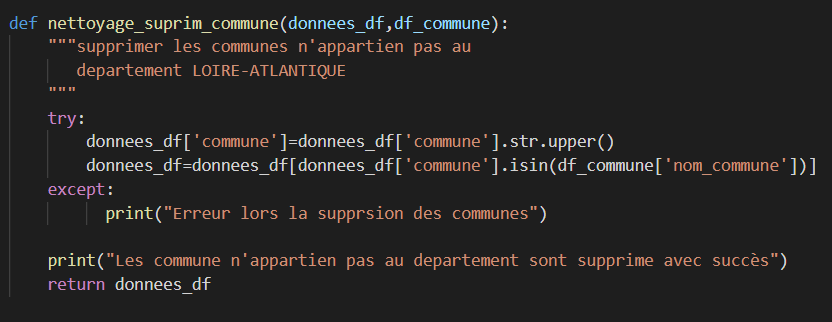 def nettoyage_suprim_commune(donnees_df,df_commune):
"""supprimer les communes n'appartien pas au
departement LOIRE-ATLANTIQUE
"""
try:
donnees_df['commune']=donnees_df['commune'].str.upper()
donnees_df=donnees_df[donnees_df['commune'].isin(df_commune['nom_commune'])]
except:
print("Erreur lors la supprsion des communes")
print("Les commune n'appartien pas au departement sont supprime avec succès")
return donnees_df